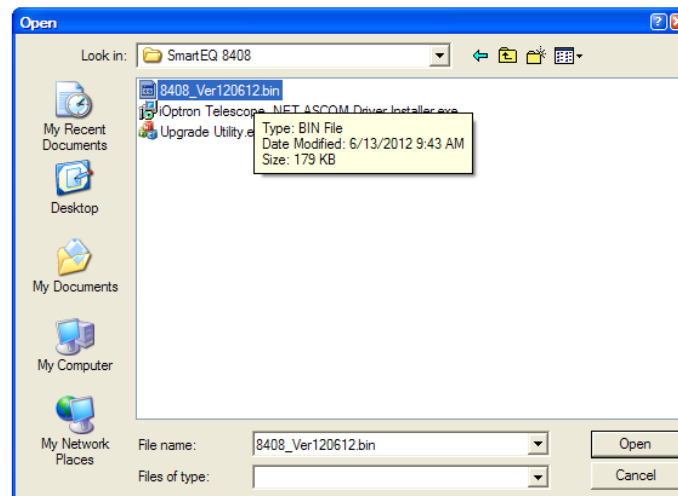 Open
Look in:
SmartEQ 8408
My Recent
Documents
Desktop
My Documents
My Computer
My Network
Places
8408_Ver120612.bin
iOptron Telescope .NET ASCOM Driver Installer.exe
Upgrade Utility.e
Type: BIN File
Date Modified: 6/13/2012 9:43 AM
Size: 179 KB
File name:
8408_Ver120612.bin
Open
Files of type:
Cancel